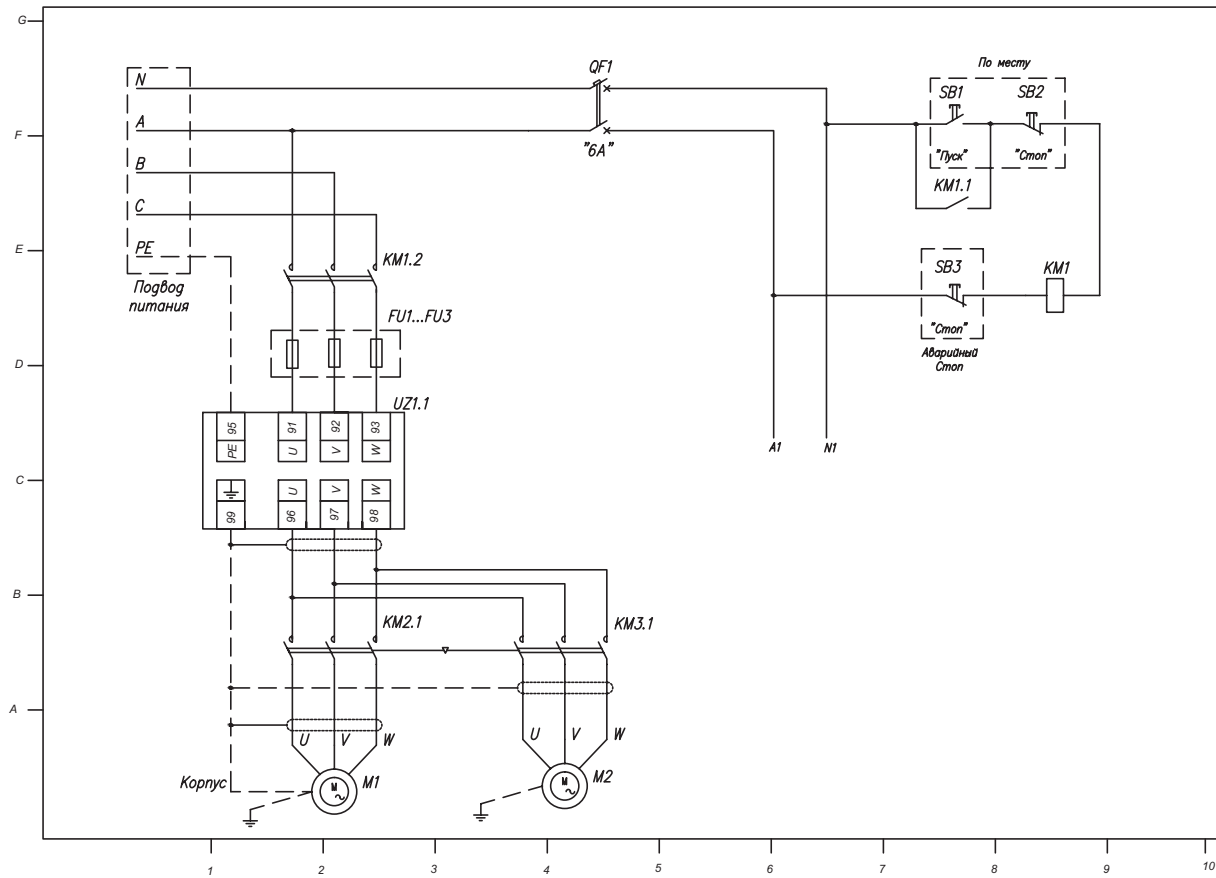 G
По месту
QF1
N
SB1
SB2
A
F
"6А"
"Пуск"
"Стоп"
B
KM1.1
C
E
PE
KM1.2
SB3
KM1
Подвод
питания
FU1...FU3
"Стоп"
Аварийный
Стоп
D
UZ1.1
95
91
92
93
PE
U
V
W
A1
N1
C
U
V
W
99
96
97
98
B
KM2.1
KM3.1
A
U
V
W
U
V
W
Корпус
M
M1
M
M2
1
2
3
4
5
6
7
8
9
10